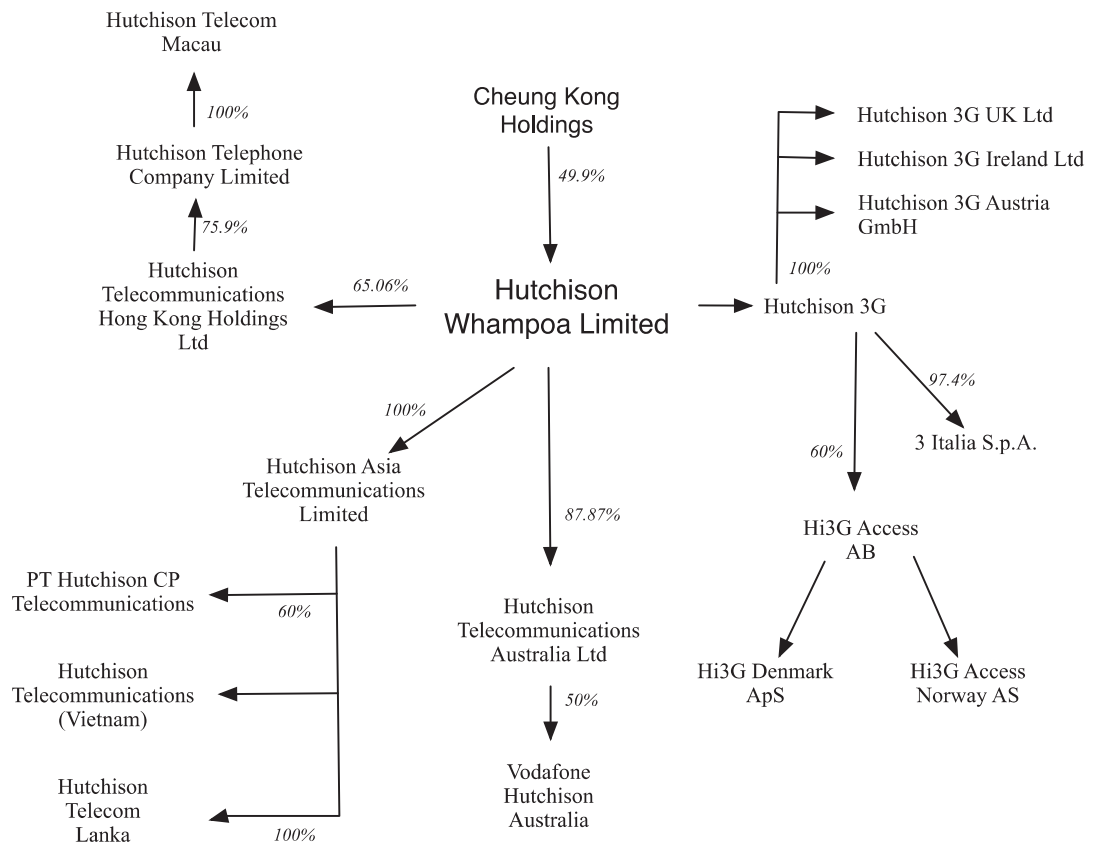 Hutchison Telecom
Macau
100%
Hutchison Telephone
Company Limited
75.9%
Hutchison
Telecommunications
Hong Kong Holdings
Ltd
65.06%
Cheung Kong
Holdings
49.9%
Hutchison
Whampoa Limited
Hutchison 3G UK Ltd
Hutchison 3G Ireland Ltd
Hutchison 3G Austria
GmbH
100%
Hutchison 3G
97.4%
3 Italia S.p.A.
60%
Hi3G Access
AB
Hi3G Denmark
ApS
Hi3G Access
Norway AS
100%
Hutchison Asia
Telecommunications
Limited
87.87%
PT Hutchison CP
Telecommunications
60%
Hutchison
Telecommunications
(Vietnam)
Hutchison
Telecom
Lanka
100%
Hutchison
Telecommunications
Australia Ltd
50%
Vodafone
Hutchison
Australia